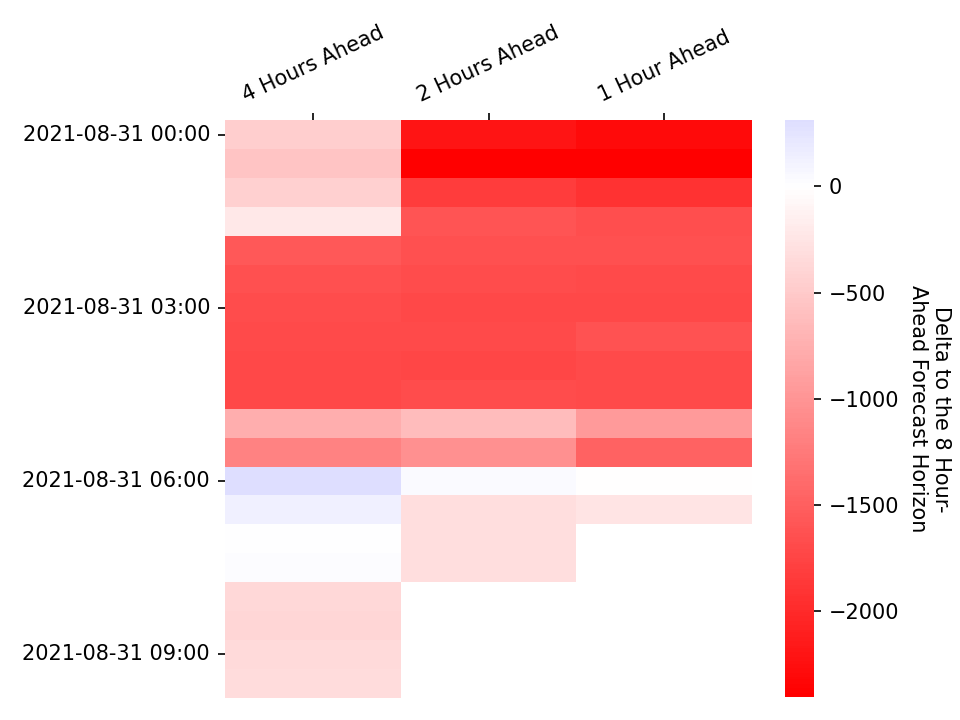 4 Hours Ahead
2 Hours Ahead
1 Hour Ahead
2021-08-31 00:00
2021-08-31 03:00
2021-08-31 06:00
2021-08-31 09:00
0
−500
−1000
−1500
−2000
Delta to the 8 Hour-
Ahead Forecast Horizon